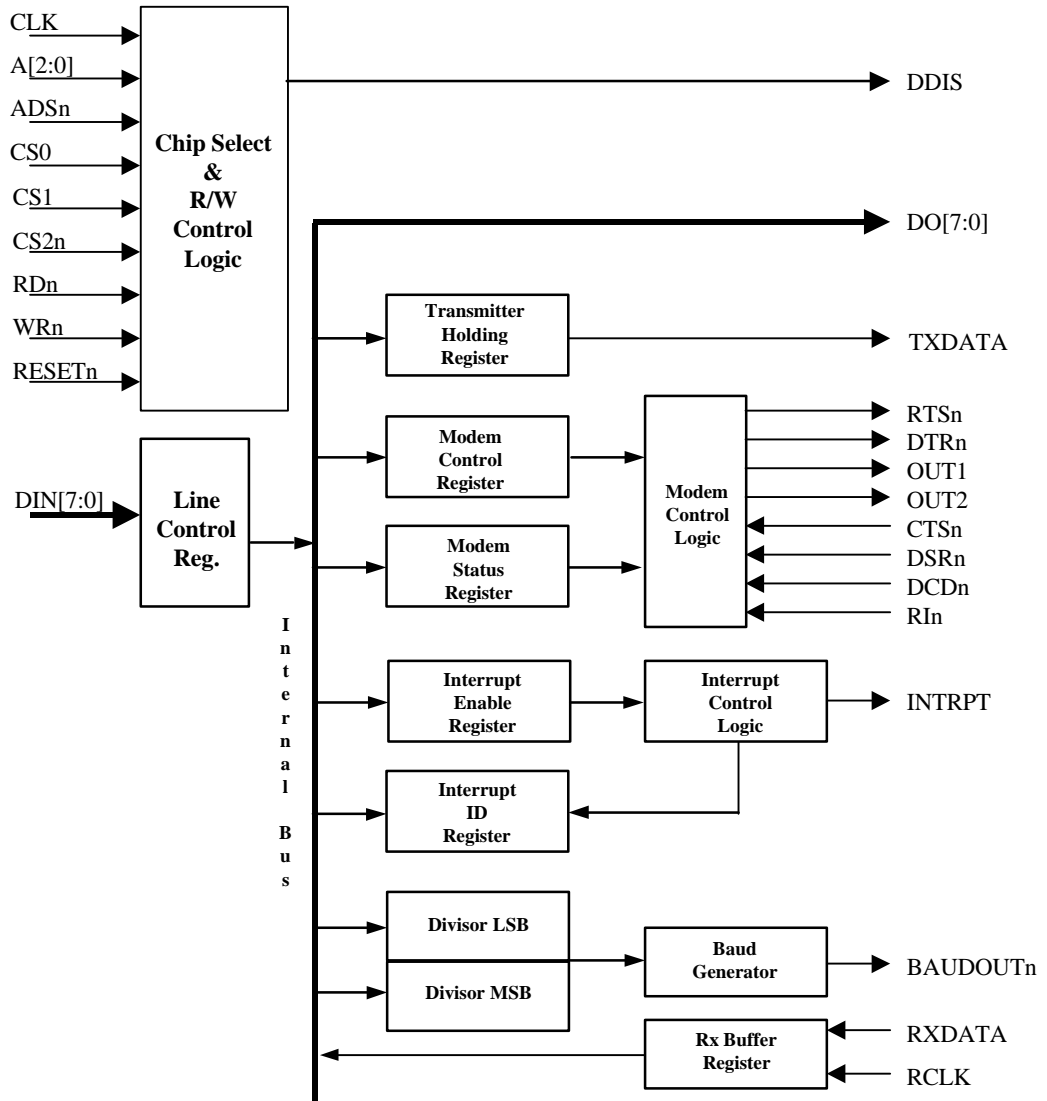 CLK
A[2:0]
ADSn
CS0
CS1
CS2n
RDn
WRn
RESETn
Chip Select
&
R/W
Control
Logic
DDIS
DO[7:0]
Transmitter
Holding
Register
TXDATA
DIN[7:0]
Line
Control
Reg.
Modem
Control
Register
Modem
Status
Register
Modem
Control
Logic
RTSn
DTRn
OUT1
OUT2
CTSn
DSRn
DCDn
RIn
Internal Bus
Interrupt
Enable
Register
Interrupt
Control
Logic
INTRPT
Interrupt
ID
Register
Divisor LSB
Divisor MSB
Baud
Generator
BAUDOUTn
Rx Buffer
Register
RXDATA
RCLK